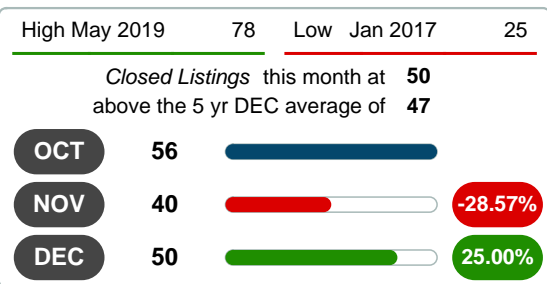 High May 2019 78 Low Jan 2017 25
Closed Listings this month at 50
above the 5 yr DEC average of 47
OCT 56
NOV 40 -28.57%
DEC 50 25.00%